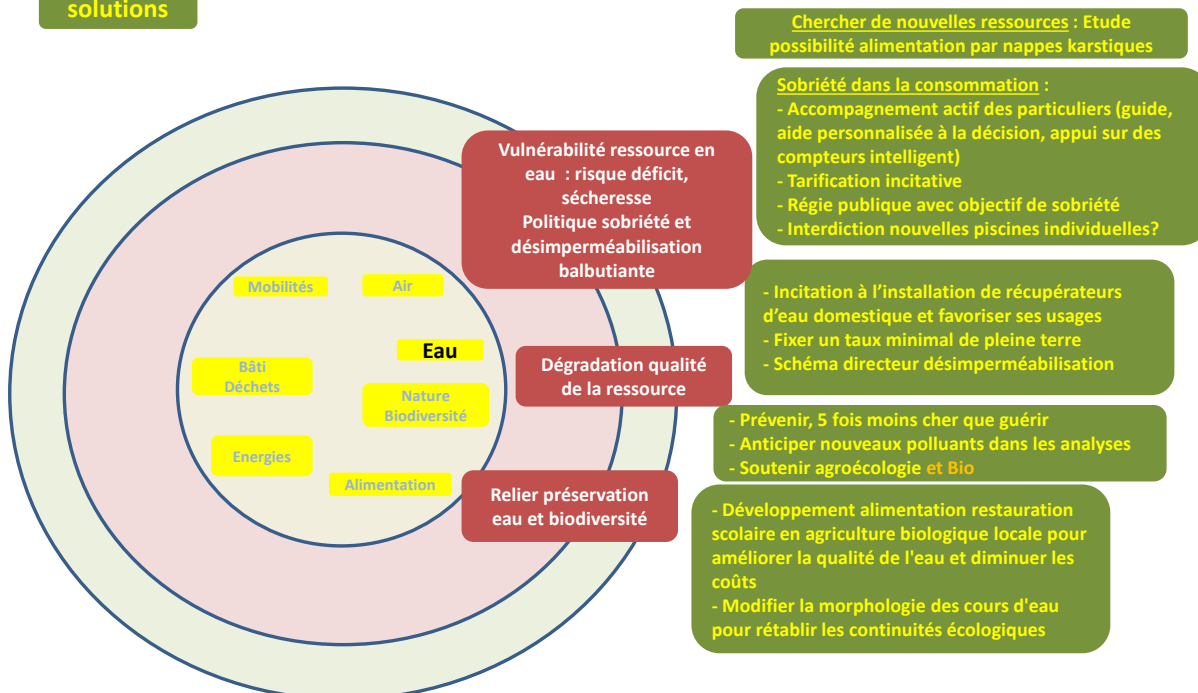 solutions
Chercher de nouvelles ressources : Etude
possibilité alimentation par nappes karstiques
Sobriété dans la consommation :
- Accompagnement actif des particuliers (guide,
aide personnalisée à la décision, appui sur des
compteurs intelligent)
- Tarification incitative
- Régie publique avec objectif de sobriété
- Interdiction nouvelles piscines individuelles?
Vulnérabilité ressource en
eau : risque déficit,
sécheresse
Politique sobriété et
désimperméabilisation
balbutiante
Mobilités
Air
Eau
Bâti
Déchets
Nature
Biodiversité
Energies
Alimentation
- Incitation à l'installation de récupérateurs
d'eau domestique et favoriser ses usages
- Fixer un taux minimal de pleine terre
- Schéma directeur désimperméabilisation
Dégradation qualité
de la ressource
- Prévenir, 5 fois moins cher que guérir
- Anticiper nouveaux polluants dans les analyses
- Soutenir agroécologie et Bio
Relier préservation
eau et biodiversité
- Développement alimentation restauration
scolaire en agriculture biologique locale pour
améliorer la qualité de l'eau et diminuer les
coûts
- Modifier la morphologie des cours d'eau
pour rétablir les continuités écologiques